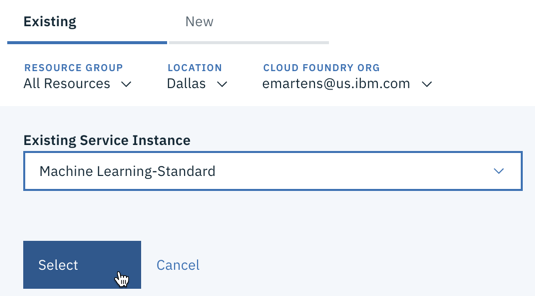 Existing New
RESOURCE GROUP LOCATION CLOUD FOUNDRY ORG
All Resources Dallas emartens@us.ibm.com
Existing Service Instance
Machine Learning-Standard
Select Cancel